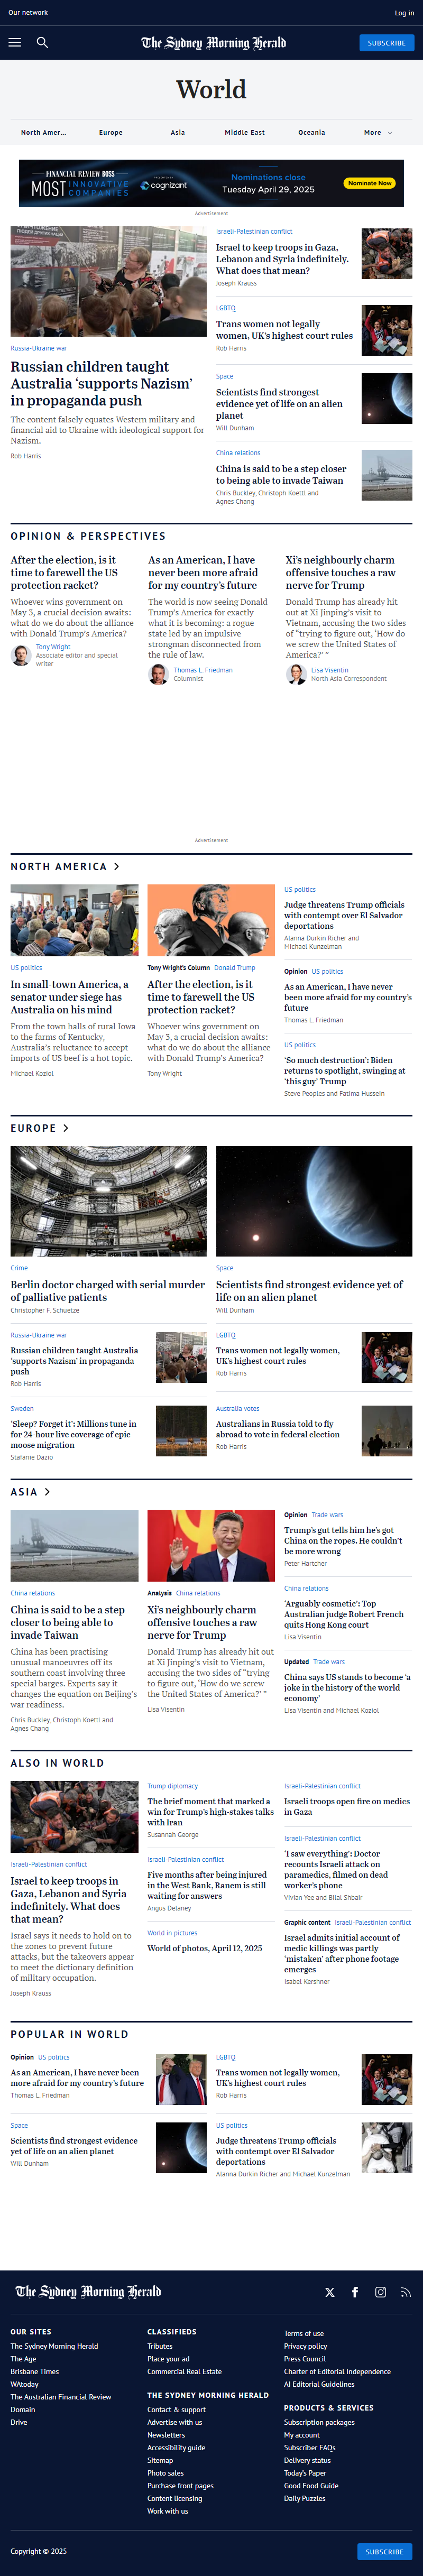 Our network
Log in
The Sydney Morning Herald
SUBSCRIBE
World
North Amer...
Europe
Asia
Middle East
Oceania
More
FINANCIAL REVIEW BOSS
MOST INNOVATIVE COMPANIES
cognizant
Nominations close
Tuesday April 29, 2025
Nominate Now
Advertisement
Russia-Ukraine war
Russian children taught
Australia ‘supports Nazism’
in propaganda push
The content falsely equates Western military and
financial aid to Ukraine with ideological support for
Nazism.
Rob Harris
Israeli-Palestinian conflict
Israel to keep troops in Gaza,
Lebanon and Syria indefinitely.
What does that mean?
Joseph Krauss
LGBTQ
Trans women not legally
women, UK’s highest court rules
Rob Harris
Space
Scientists find strongest
evidence yet of life on an alien
planet
Will Dunham
China relations
China is said to be a step closer
to being able to invade Taiwan
Chris Buckley, Christoph Koettl and
Agnes Chang
OPINION & PERSPECTIVES
After the election, is it
time to farewell the US
protection racket?
Whoever wins government on
May 3, a crucial decision awaits:
what do we do about the alliance
with Donald Trump’s America?
Tony Wright
Associate editor and special
writer
As an American, I have
never been more afraid
for my country’s future
The world is now seeing Donald
Trump’s America for exactly
what it is becoming: a rogue
state led by an impulsive
strongman disconnected from
the rule of law.
Thomas L. Friedman
Columnist
Xi’s neighbourly charm
offensive touches a raw
nerve for Trump
Donald Trump has already hit
out at Xi Jinping’s visit to
Vietnam, accusing the two sides
of “trying to figure out, ‘How do
we screw the United States of
America?’ ”
Lisa Visentin
North Asia Correspondent
Advertisement
NORTH AMERICA
US politics
In small-town America, a
senator under siege has
Australia on his mind
From the town halls of rural Iowa
to the farms of Kentucky,
Australia’s reluctance to accept
imports of US beef is a hot topic.
Michael Koziol
Tony Wright’s Column Donald Trump
After the election, is it
time to farewell the US
protection racket?
Whoever wins government on
May 3, a crucial decision awaits:
what do we do about the alliance
with Donald Trump’s America?
Tony Wright
US politics
Judge threatens Trump officials
with contempt over El Salvador
deportations
Alanna Durkin Richer and
Michael Kunzelman
Opinion US politics
As an American, I have never
been more afraid for my country’s
future
Thomas L. Friedman
US politics
‘So much destruction’: Biden
returns to spotlight, swinging at
‘this guy’ Trump
Steve Peoples and Fatima Hussein
EUROPE
Crime
Berlin doctor charged with serial murder
of palliative patients
Christopher F. Schuetze
Space
Scientists find strongest evidence yet of
life on an alien planet
Will Dunham
Russia-Ukraine war
Russian children taught Australia
‘supports Nazism’ in propaganda
push
Rob Harris
LGBTQ
Trans women not legally women,
UK’s highest court rules
Rob Harris
Sweden
‘Sleep? Forget it’: Millions tune in
for 24-hour live coverage of epic
moose migration
Stefanie Dazio
Australia votes
Australians in Russia told to fly
abroad to vote in federal election
Rob Harris
ASIA
China relations
China is said to be a step
closer to being able to
invade Taiwan
China has been practising
unusual manoeuvres off its
southern coast involving three
special barges. Experts say it
changes the equation on Beijing’s
war readiness.
Chris Buckley, Christoph Koettl and
Agnes Chang
Analysis China relations
Xi’s neighbourly charm
offensive touches a raw
nerve for Trump
Donald Trump has already hit out
at Xi Jinping’s visit to Vietnam,
accusing the two sides of “trying
to figure out, ‘How do we screw
the United States of America?’ ”
Lisa Visentin
Opinion Trade wars
Trump’s gut tells him he’s got
China on the ropes. He couldn’t
be more wrong
Peter Hartcher
China relations
‘Arguably cosmetic’: Top
Australian judge Robert French
quits Hong Kong court
Lisa Visentin
Updated Trade wars
China says US stands to become ‘a
joke in the history of the world
economy’
Lisa Visentin and Michael Koziol
ALSO IN WORLD
Israeli-Palestinian conflict
Israel to keep troops in
Gaza, Lebanon and Syria
indefinitely. What does
that mean?
Israel says it needs to hold on to
the zones to prevent future
attacks, but the takeovers appear
to meet the dictionary definition
of military occupation.
Joseph Krauss
Trump diplomacy
The brief moment that marked a
win for Trump’s high-stakes talks
with Iran
Susannah George
Israeli-Palestinian conflict
Five months after being injured
in the West Bank, Ranem is still
waiting for answers
Angus Delaney
World in pictures
World of photos, April 12, 2025
Israeli-Palestinian conflict
Israeli troops open fire on medics
in Gaza
Israeli-Palestinian conflict
‘I saw everything’: Doctor
recounts Israeli attack on
paramedics, filmed on dead
worker’s phone
Vivian Yee and Bilal Shbair
Graphic content Israeli-Palestinian conflict
Israel admits initial account of
medic killings was partly
‘mistaken’ after phone footage
emerges
Isabel Kershner
POPULAR IN WORLD
Opinion US politics
As an American, I have never been
more afraid for my country’s future
Thomas L. Friedman
LGBTQ
Trans women not legally women,
UK’s highest court rules
Rob Harris
Space
Scientists find strongest evidence
yet of life on an alien planet
Will Dunham
US politics
Judge threatens Trump officials
with contempt over El Salvador
deportations
Alanna Durkin Richer and Michael Kunzelman
The Sydney Morning Herald
OUR SITES
The Sydney Morning Herald
The Age
Brisbane Times
WAtoday
The Australian Financial Review
Domain
Drive
CLASSIFIEDS
Tributes
Place your ad
Commercial Real Estate
THE SYDNEY MORNING HERALD
Contact & support
Advertise with us
Newsletters
Accessibility guide
Sitemap
Photo sales
Purchase front pages
Content licensing
Work with us
Terms of use
Privacy policy
Press Council
Charter of Editorial Independence
AI Editorial Guidelines
PRODUCTS & SERVICES
Subscription packages
My account
Subscriber FAQs
Delivery status
Today’s Paper
Good Food Guide
Daily Puzzles
Copyright © 2025
SUBSCRIBE